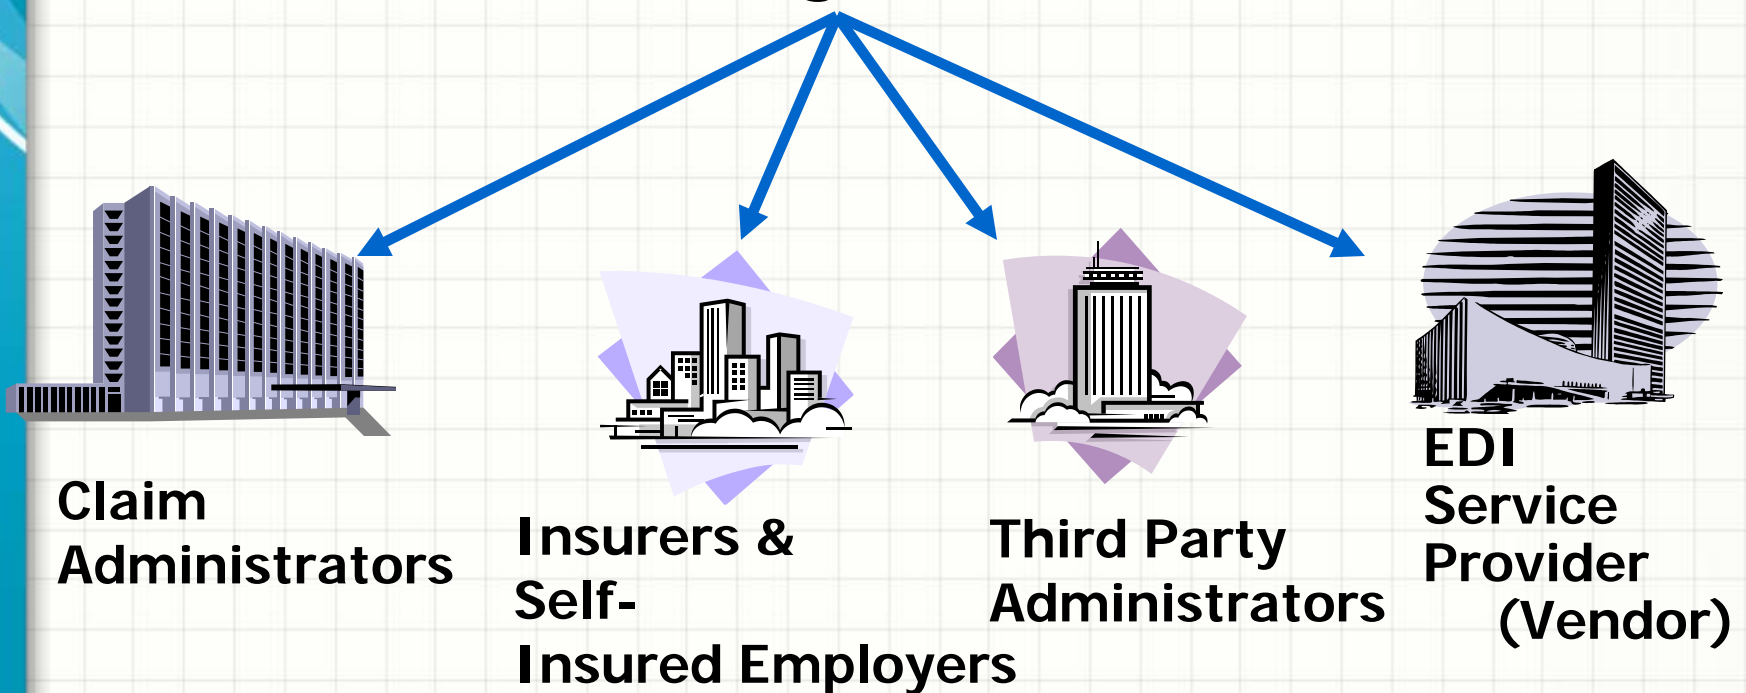 Claim
Administrators
Insurers &
Self-
Insured Employers
Third Party
Administrators
EDI
Service
Provider
(Vendor)